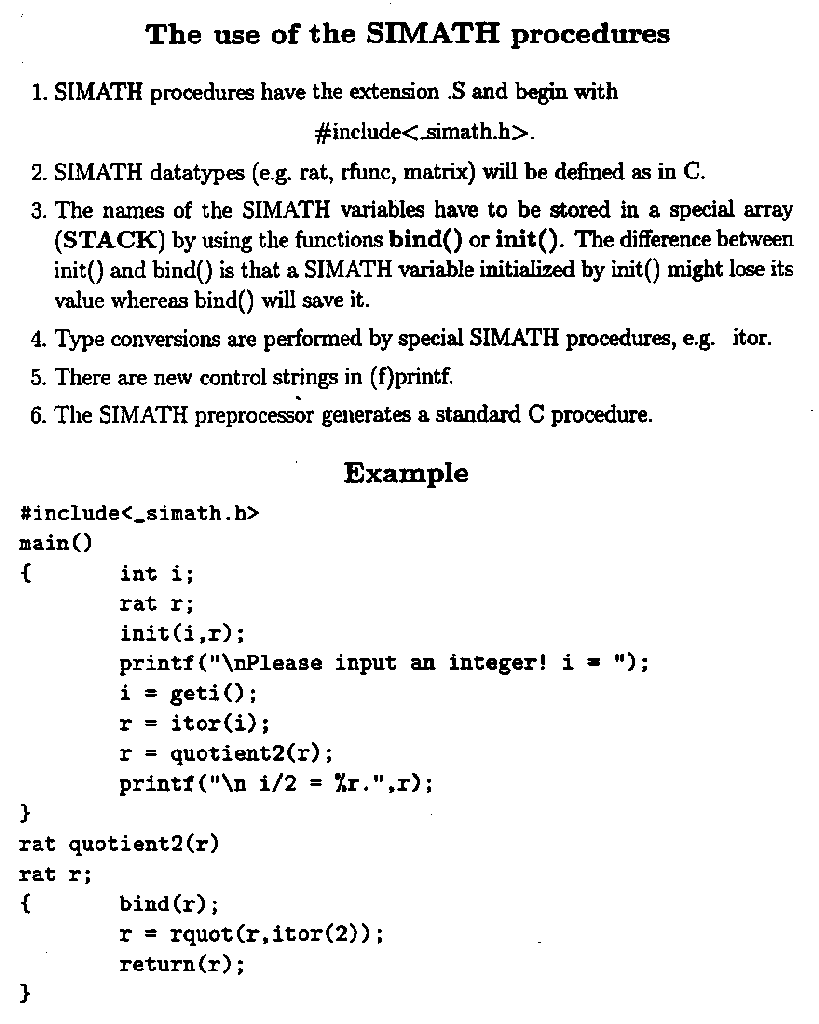 The use of the SIMATH procedures
1. SIMATH procedures have the extension .S and begin with
#include<_simath.h>.
2. SIMATH datatypes (e.g. rat, rfunc, matrix) will be defined as in C.
3. The names of the SIMATH variables have to be stored in a special array
(STACK) by using the functions bind() or init(). The difference between
init() and bind() is that a SIMATH variable initialized by init() might lose its
value whereas bind() will save it.
4. Type conversions are performed by special SIMATH procedures, e.g. itor.
5. There are new control strings in (f)printf.
6. The SIMATH preprocessor generates a standard C procedure.
Example
#include<_simath.h>
main()
{ int i;
rat r;
init(i,r);
printf("\nPlease input an integer! i = ");
i = geti();
r = itor(i);
r = quotient2(r);
printf("\n i/2 = %r.",r);
}
rat quotient2(r)
rat r;
{ bind(r);
r = rquot(r,itor(2));
return(r);
}